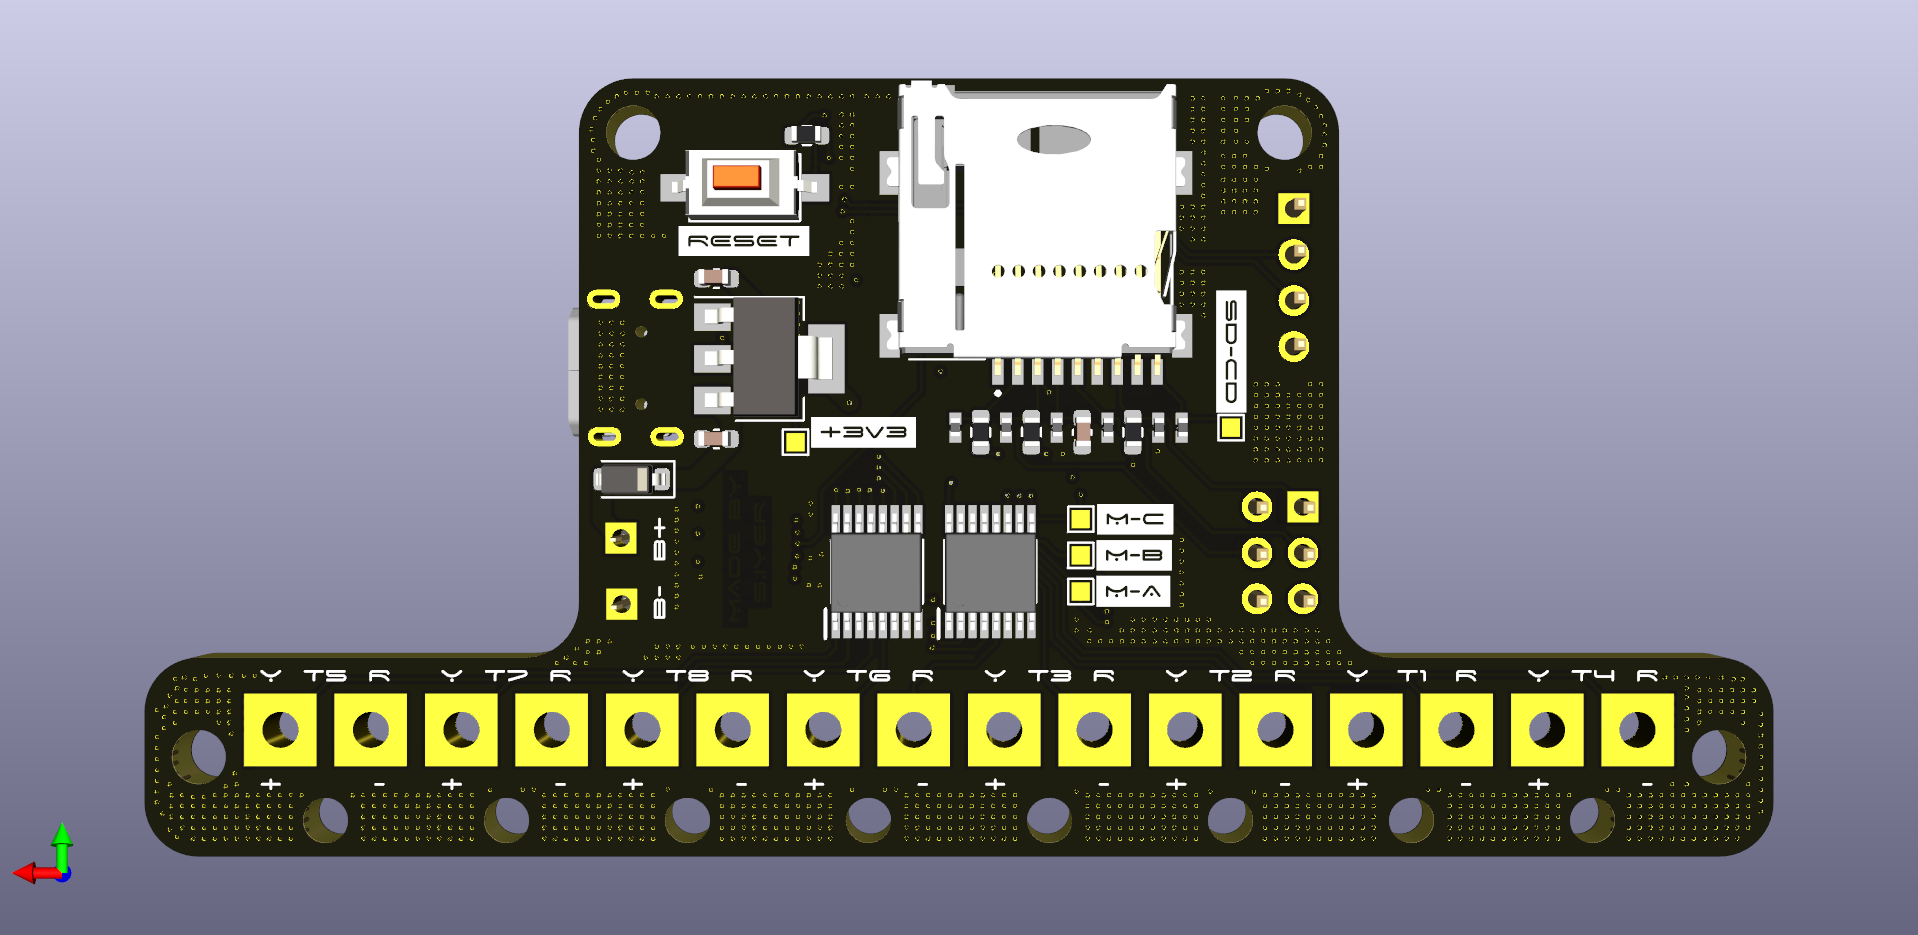 RESET
SD-CD
+3V3
MADE BY
M-C
B+
M-B
B-
M-A
Y T5 R Y T7 R Y T8 R Y T6 R Y T3 R Y T2 R Y T1 R Y T4 R
+ - + - + - + - + - + - + - + -